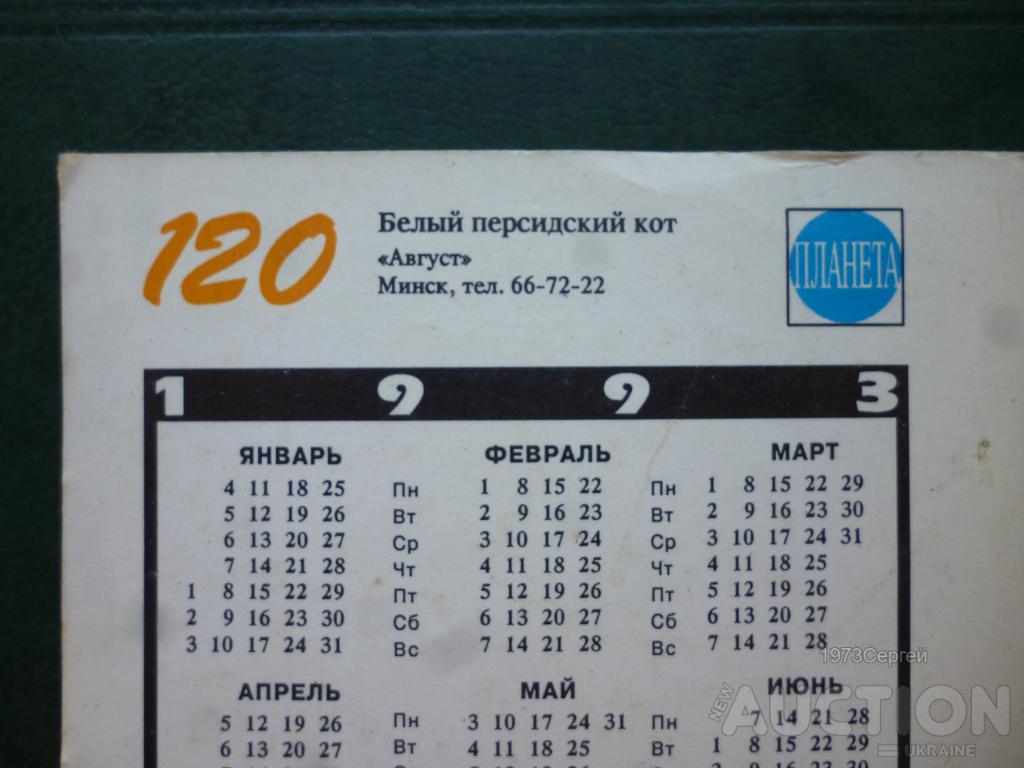 120
Белый персидский кот
«Август»
Минск, тел. 66-72-22
ПЛАНЕТА
1 9 9 3
ЯНВАРЬ ФЕВРАЛЬ МАРТ
4 11 18 25 Пн 1 8 15 22 Пн 1 8 15 22 29
5 12 19 26 Вт 2 9 16 23 Вт 2 9 16 23 30
6 13 20 27 Ср 3 10 17 24 Ср 3 10 17 24 31
7 14 21 28 Чт 4 11 18 25 Чт 4 11 18 25
1 8 15 22 29 Пт 5 12 19 26 Пт 5 12 19 26
2 9 16 23 30 Сб 6 13 20 27 Сб 6 13 20 27
3 10 17 24 31 Вс 7 14 21 28 Вс 7 14 21 28
1973Сергей
АПРЕЛЬ МАЙ ИЮНЬ
5 12 19 26 Пн 3 10 17 24 31 Пн 7 14 21 28
6 13 20 27 Вт 4 11 18 25 Вт 1 8 15 22 29
NEW AUCTION
UKRAINE